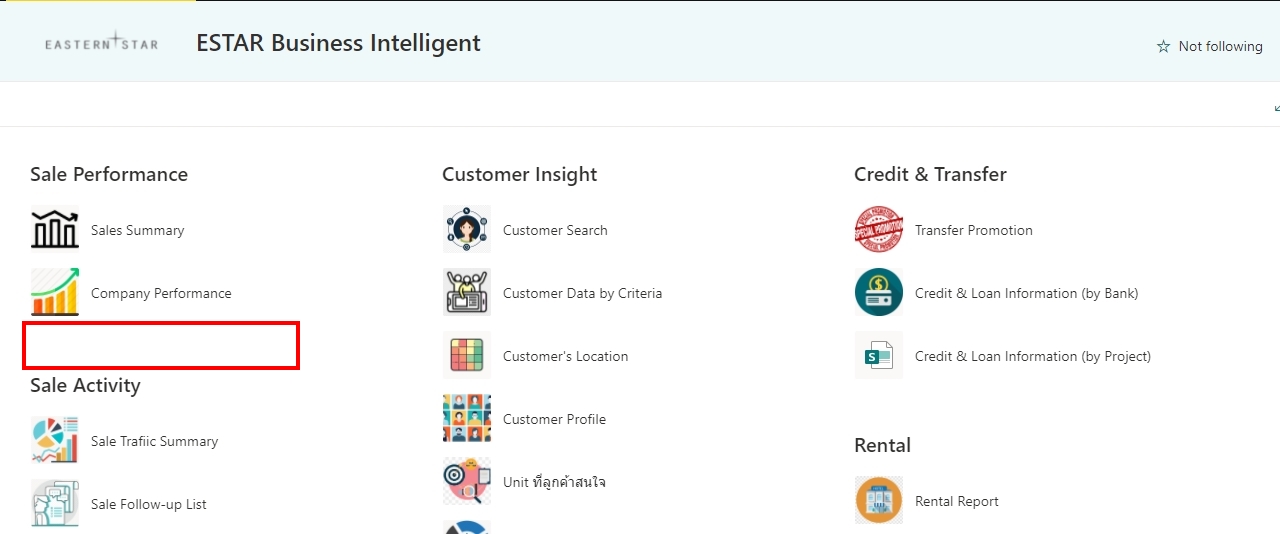 EASTERN STAR
ESTAR Business Intelligent
Not following
Sale Performance
Sales Summary
Company Performance
Sale Activity
Sale Trafiic Summary
Sale Follow-up List
Customer Insight
Customer Search
Customer Data by Criteria
Customer's Location
Customer Profile
Unit ที่ลูกค้าสนใจ
Credit & Transfer
SPECIAL PROMOTION
Transfer Promotion
Credit & Loan Information (by Bank)
Credit & Loan Information (by Project)
Rental
Rental Report